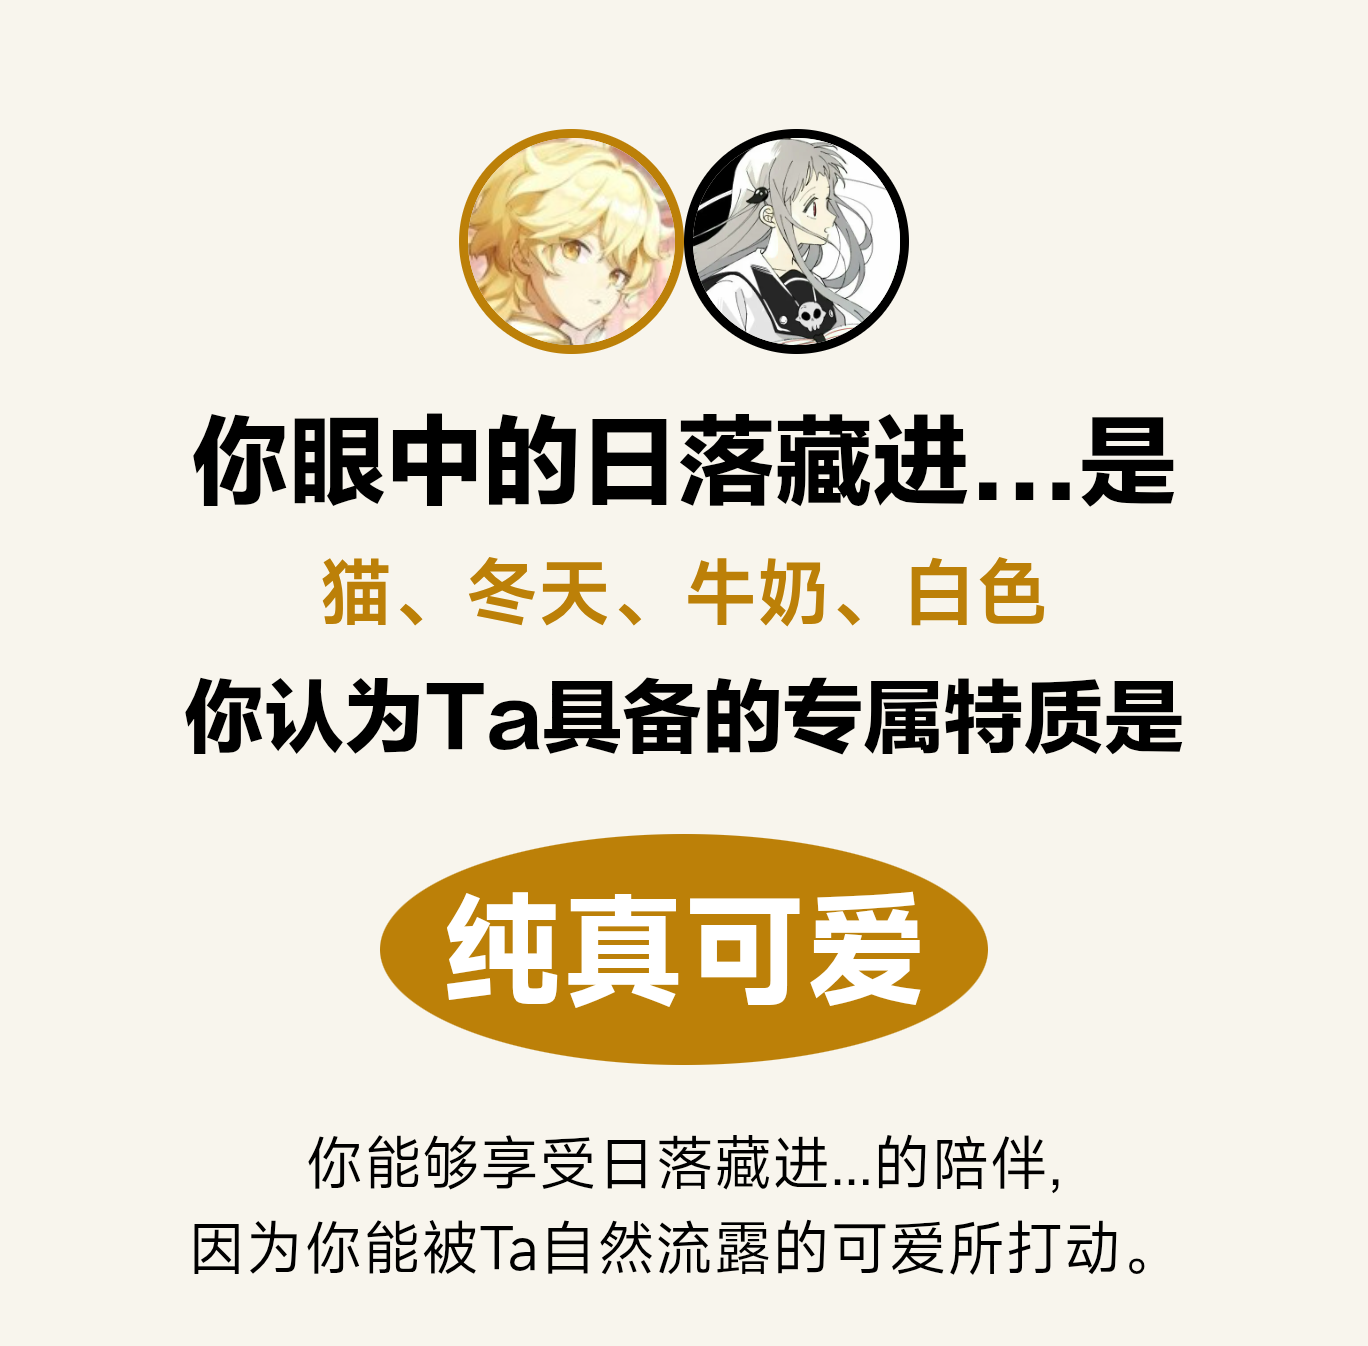 你眼中的日落藏进...是
猫、冬天、牛奶、白色
你认为Ta具备的专属特质是
纯真可爱
你能够享受日落藏进...的陪伴,
因为你能被Ta自然流露的可爱所打动。